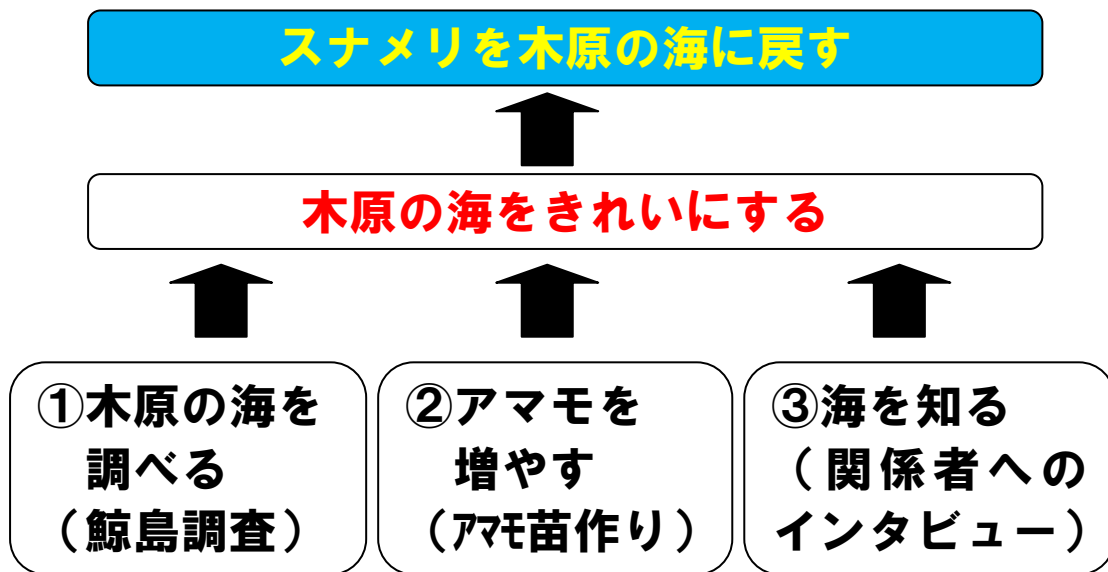 スナメリを木原の海に戻す
木原の海をきれいにする
①木原の海を
調べる
（鯨島調査）
②アマモを
増やす
（アマモ苗作り）
③海を知る
（関係者への
インタビュー）